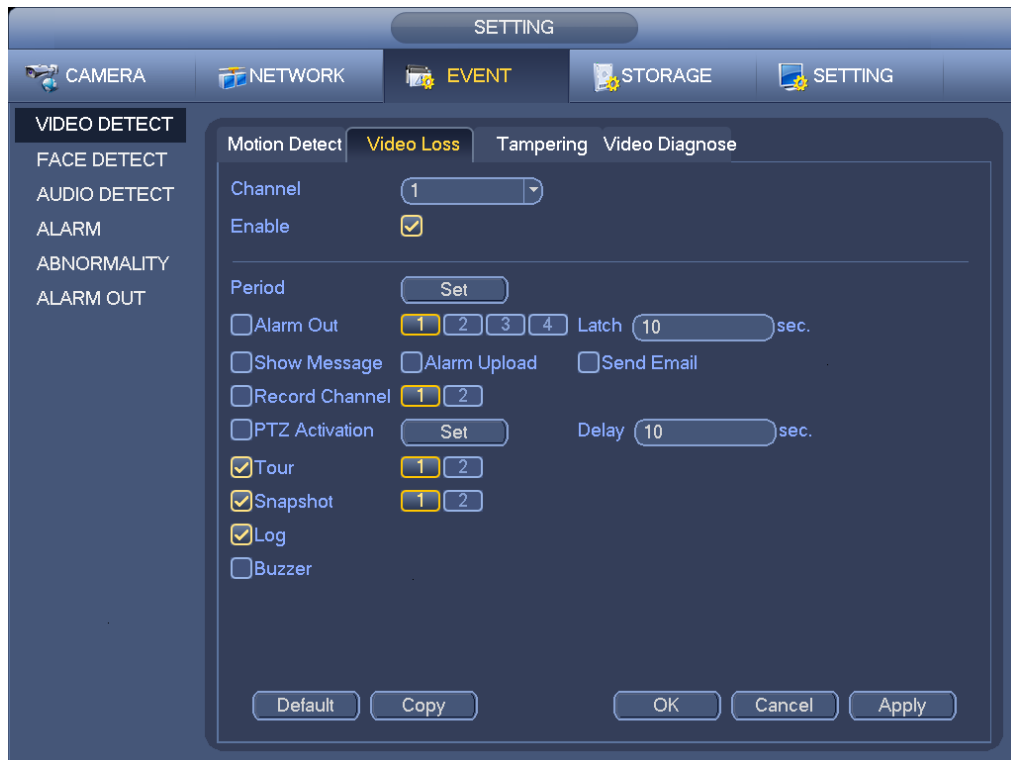 SETTING
CAMERA NETWORK EVENT STORAGE SETTING
VIDEO DETECT
FACE DETECT
AUDIO DETECT
ALARM
ABNORMALITY
ALARM OUT
Motion Detect Video Loss Tampering Video Diagnose
Channel 1
Enable
Period Set
Alarm Out 1 2 3 4 Latch 10 sec.
Show Message Alarm Upload Send Email
Record Channel 1 2
PTZ Activation Set Delay 10 sec.
Tour 1 2
Snapshot 1 2
Log
Buzzer
Default Copy OK Cancel Apply